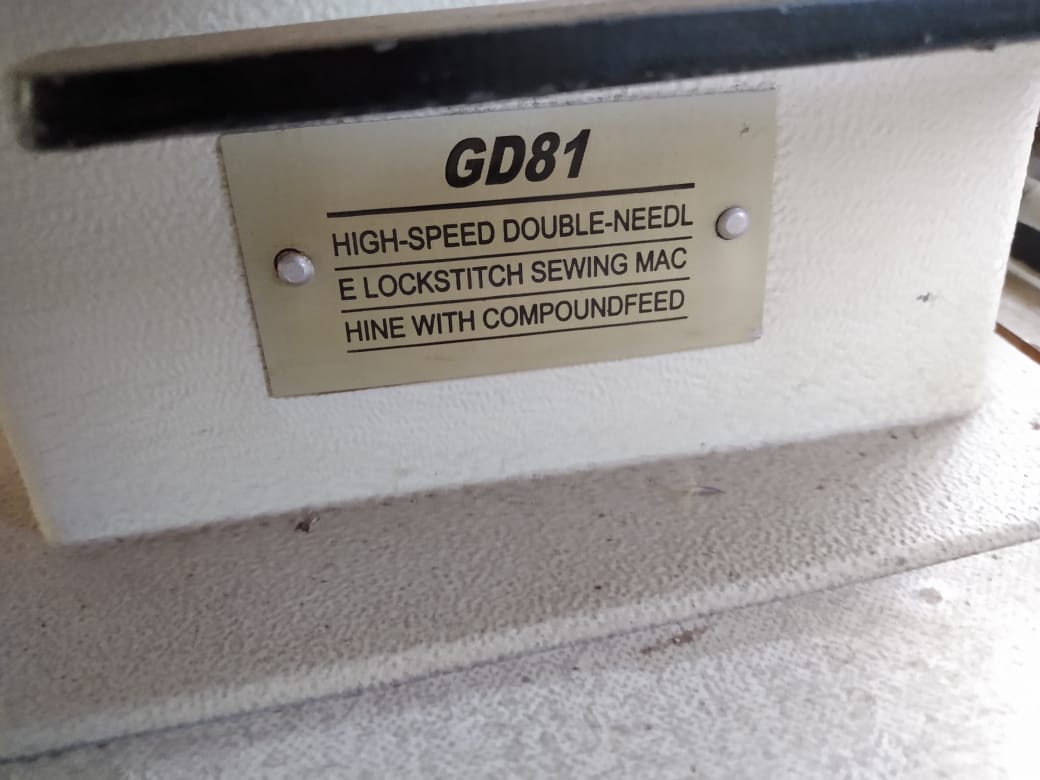 GD81
HIGH-SPEED DOUBLE-NEEDL
E LOCKSTITCH SEWING MAC
HINE WITH COMPOUNDFEED